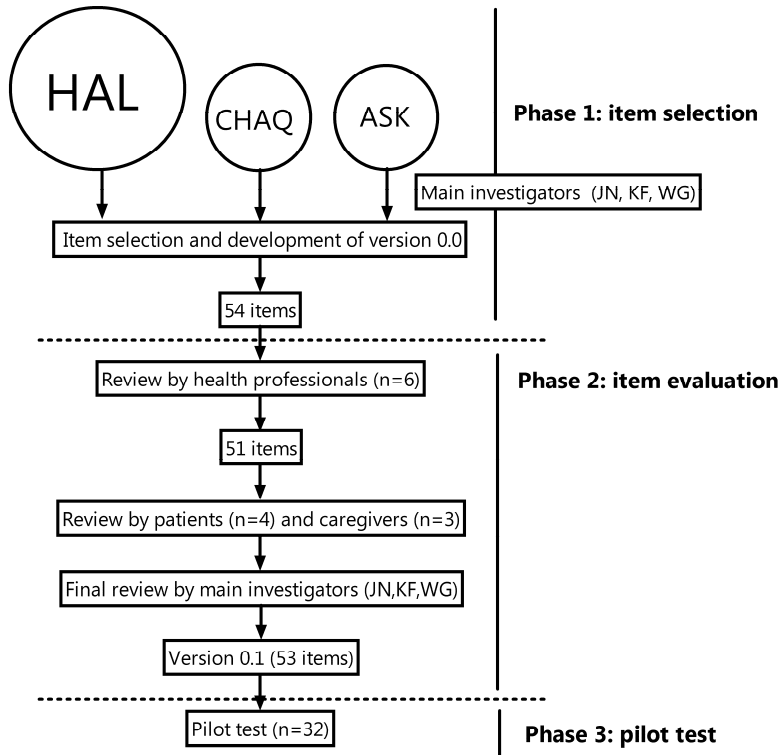 HAL
CHAQ
ASK
Phase 1: item selection
Main investigators (JN, KF, WG)
Item selection and development of version 0.0
54 items
Review by health professionals (n=6)
Phase 2: item evaluation
51 items
Review by patients (n=4) and caregivers (n=3)
Final review by main investigators (JN,KF,WG)
Version 0.1 (53 items)
Pilot test (n=32)
Phase 3: pilot test